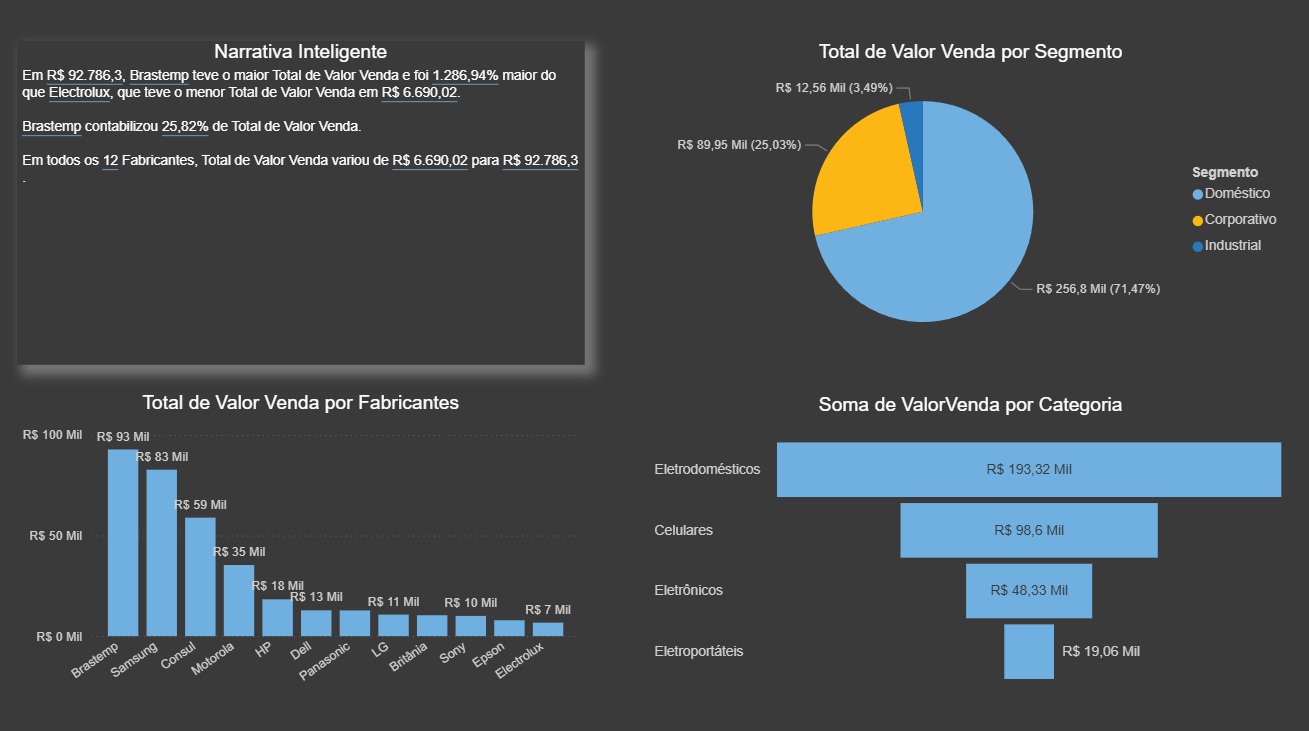 Narrativa Inteligente
Em R$ 92.786,3, Brastemp teve o maior Total de Valor Venda e foi 1.286,94% maior do
que Electrolux, que teve o menor Total de Valor Venda em R$ 6.690,02.
Brastemp contabilizou 25,82% de Total de Valor Venda.
Em todos os 12 Fabricantes, Total de Valor Venda variou de R$ 6.690,02 para R$ 92.786,3
.
Total de Valor Venda por Segmento
R$ 12,56 Mil (3,49%)
R$ 89,95 Mil (25,03%)
R$ 256,8 Mil (71,47%)
Segmento
Doméstico
Corporativo
Industrial
Total de Valor Venda por Fabricantes
R$ 100 Mil
R$ 50 Mil
R$ 0 Mil
R$ 93 Mil
R$ 83 Mil
R$ 59 Mil
R$ 35 Mil
R$ 18 Mil
R$ 13 Mil
R$ 11 Mil
R$ 10 Mil
R$ 7 Mil
Brastemp
Samsung
Consul
Motorola
HP
Dell
Panasonic
LG
Britânia
Sony
Epson
Electrolux
Soma de ValorVenda por Categoria
Eletrodomésticos
R$ 193,32 Mil
Celulares
R$ 98,6 Mil
Eletrônicos
R$ 48,33 Mil
Eletroportáteis
R$ 19,06 Mil